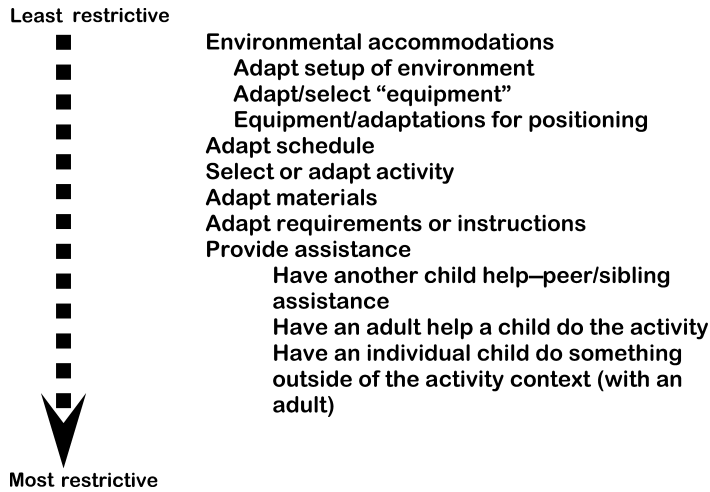 Least restrictive
Environmental accommodations
Adapt setup of environment
Adapt/select “equipment”
Equipment/adaptations for positioning
Adapt schedule
Select or adapt activity
Adapt materials
Adapt requirements or instructions
Provide assistance
Have another child help—peer/sibling
assistance
Have an adult help a child do the activity
Have an individual child do something
outside of the activity context (with an
adult)
Most restrictive